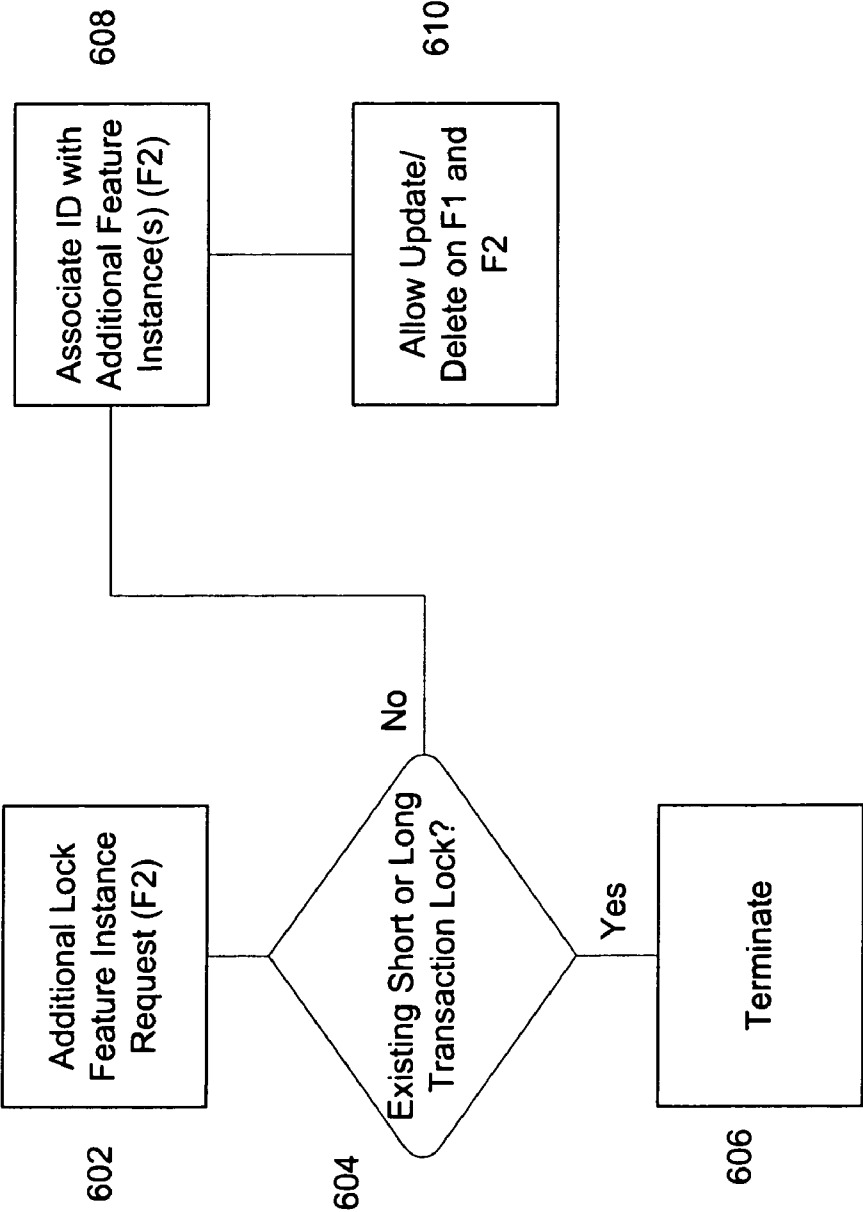 602
Additional Lock
Feature Instance
Request (F2)
604
Existing Short or Long
Transaction Lock?
No
Yes
606
Terminate
Associate ID with
Additional Feature
Instance(s) (F2)
608
Allow Update/
Delete on F1 and
F2
610